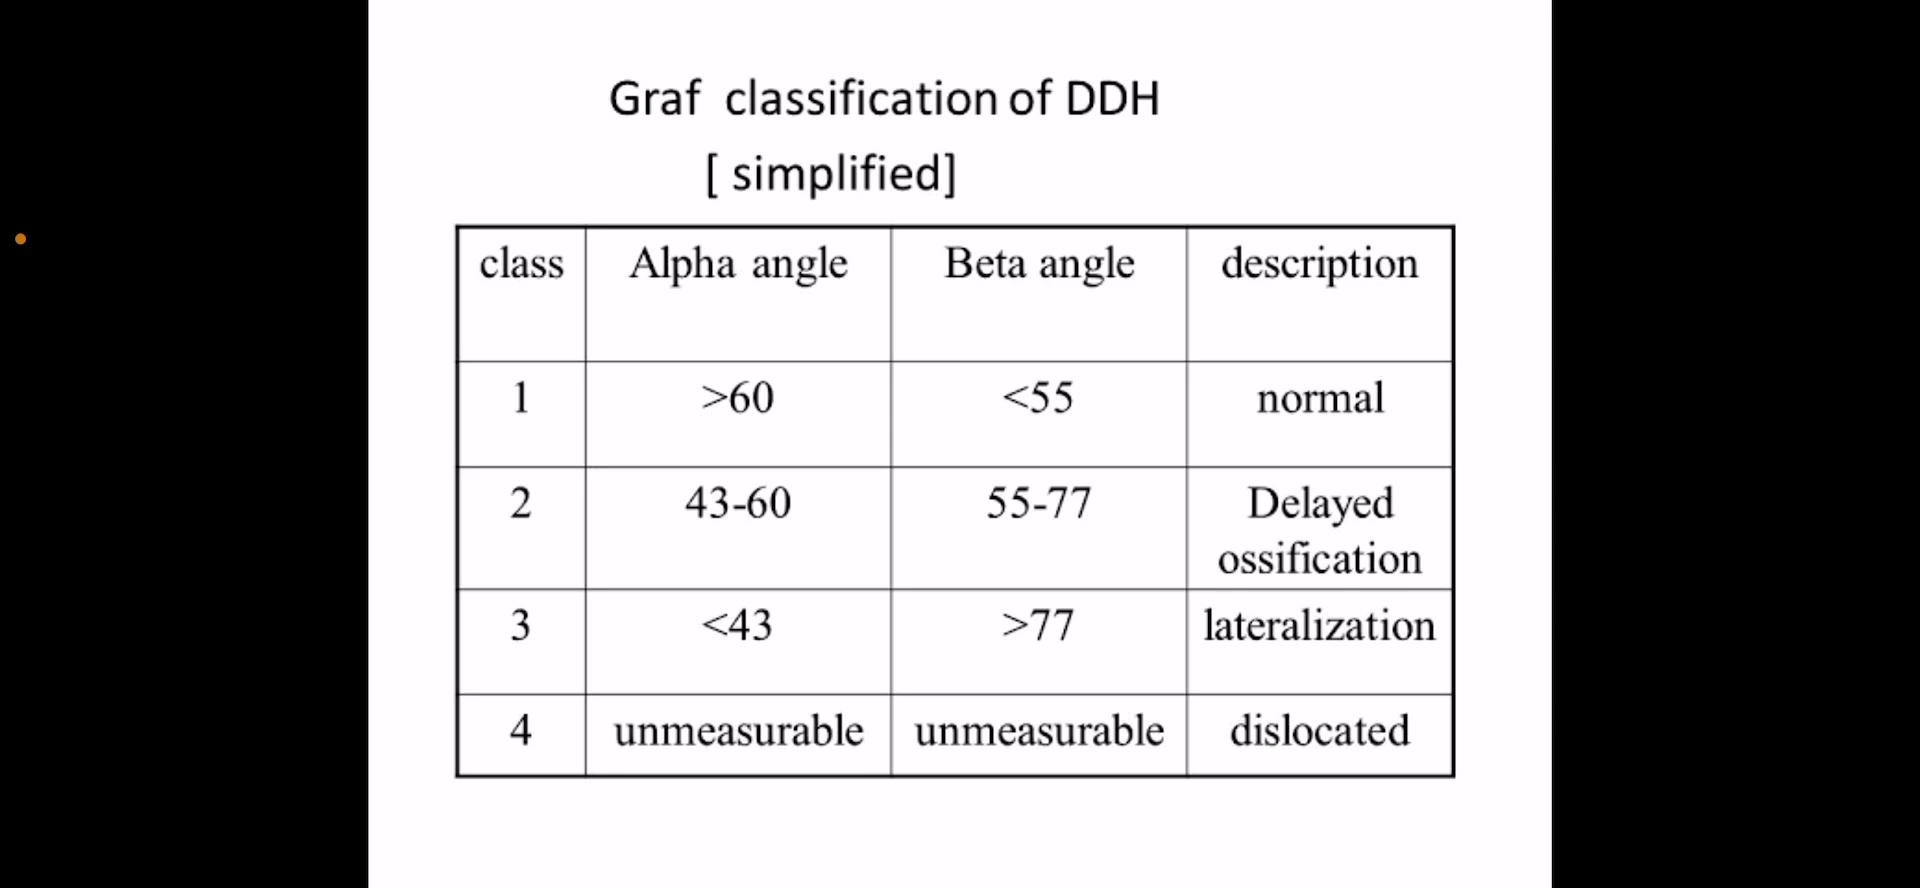 Graf classification of DDH
[ simplified]
class Alpha angle Beta angle description
1 >60 <55 normal
2 43-60 55-77 Delayed
ossification
3 <43 >77 lateralization
4 unmeasurable unmeasurable dislocated